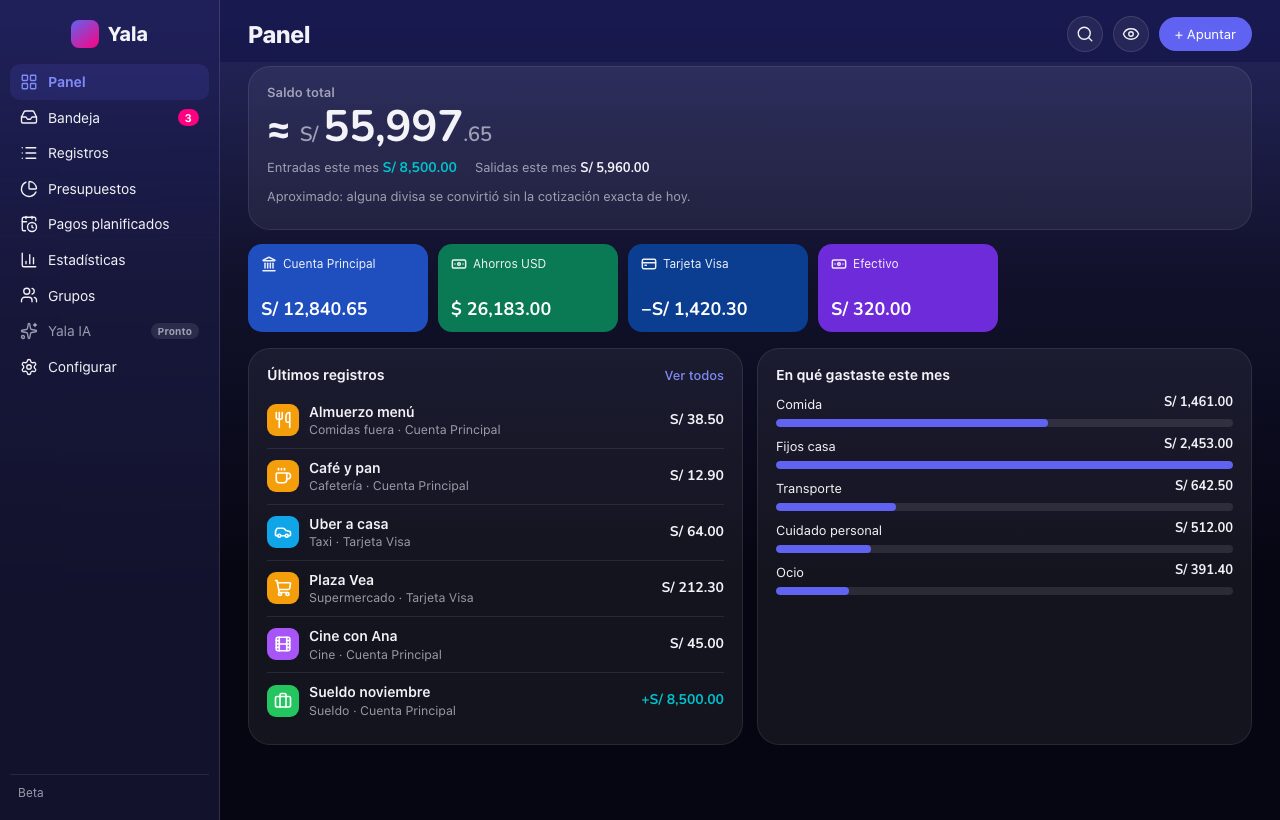 Yala
Panel
Bandeja 3
Registros
Presupuestos
Pagos planificados
Estadísticas
Grupos
Yala IA Pronto
Configurar
Beta
Panel
+ Apuntar
Saldo total
≈ S/ 55,997.65
Entradas este mes S/ 8,500.00 Salidas este mes S/ 5,960.00
Aproximado: alguna divisa se convirtió sin la cotización exacta de hoy.
Cuenta Principal
S/ 12,840.65
Ahorros USD
$ 26,183.00
Tarjeta Visa
−S/ 1,420.30
Efectivo
S/ 320.00
Últimos registros Ver todos
Almuerzo menú S/ 38.50
Comidas fuera · Cuenta Principal
Café y pan S/ 12.90
Cafetería · Cuenta Principal
Uber a casa S/ 64.00
Taxi · Tarjeta Visa
Plaza Vea S/ 212.30
Supermercado · Tarjeta Visa
Cine con Ana S/ 45.00
Cine · Cuenta Principal
Sueldo noviembre +S/ 8,500.00
Sueldo · Cuenta Principal
En qué gastaste este mes
Comida S/ 1,461.00
Fijos casa S/ 2,453.00
Transporte S/ 642.50
Cuidado personal S/ 512.00
Ocio S/ 391.40